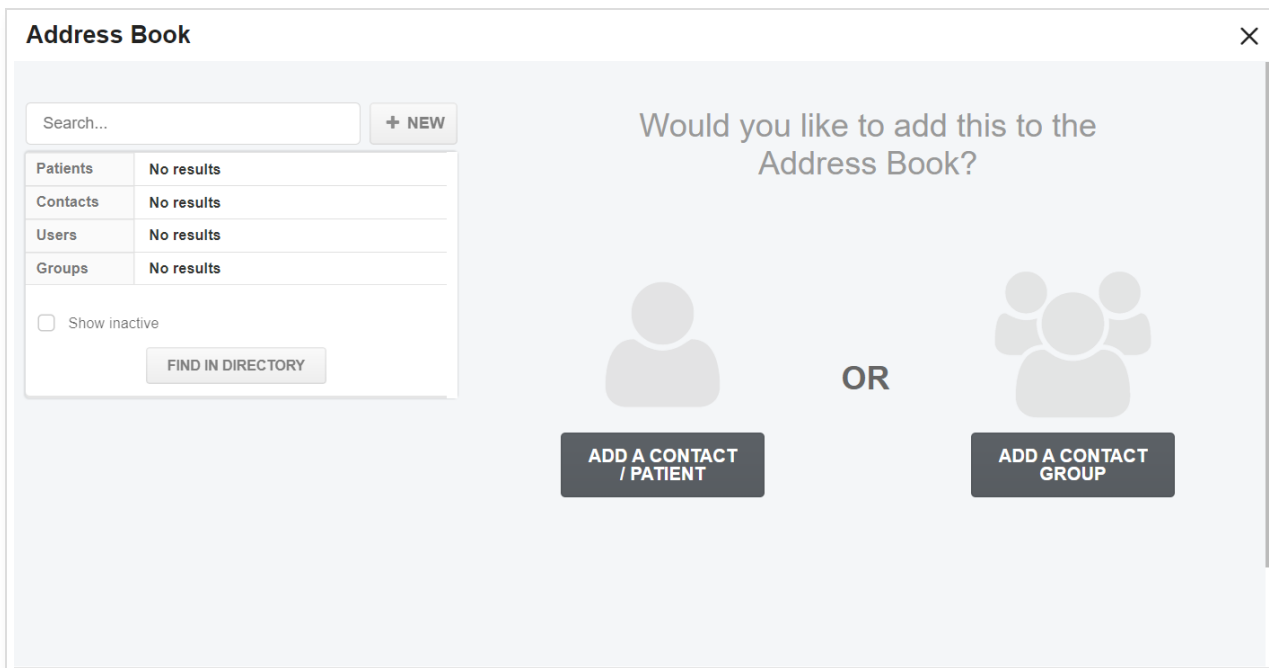 Address Book
Search...
+ NEW
Patients No results
Contacts No results
Users No results
Groups No results
Show inactive
FIND IN DIRECTORY
Would you like to add this to the
Address Book?
OR
ADD A CONTACT
/ PATIENT
ADD A CONTACT
GROUP